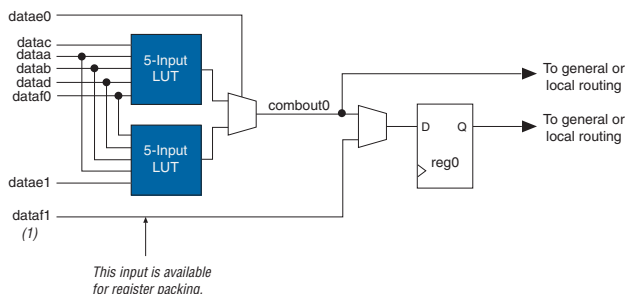 datae0
datac
dataa
datab
datad
dataf0
5-Input
LUT
combout0
To general or
local routing
5-Input
LUT
D Q
reg0
To general or
local routing
datae1
dataf1
(1)
This input is available
for register packing.